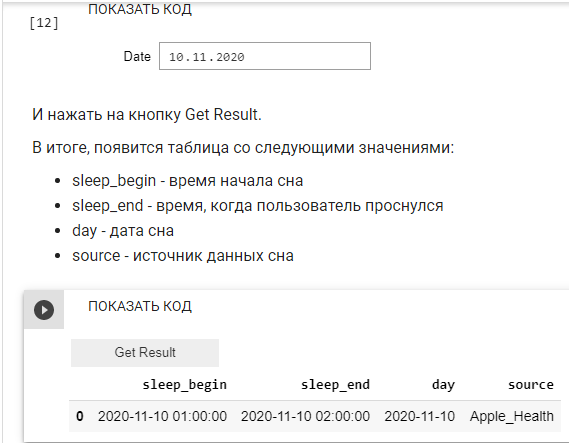 ПОКАЗАТЬ КОД
[12]
Date 10.11.2020
И нажать на кнопку Get Result.
В итоге, появится таблица со следующими значениями:
• sleep_begin - время начала сна
• sleep_end - время, когда пользователь проснулся
• day - дата сна
• source - источник данных сна
ПОКАЗАТЬ КОД
Get Result
sleep_begin sleep_end day source
0 2020-11-10 01:00:00 2020-11-10 02:00:00 2020-11-10 Apple_Health